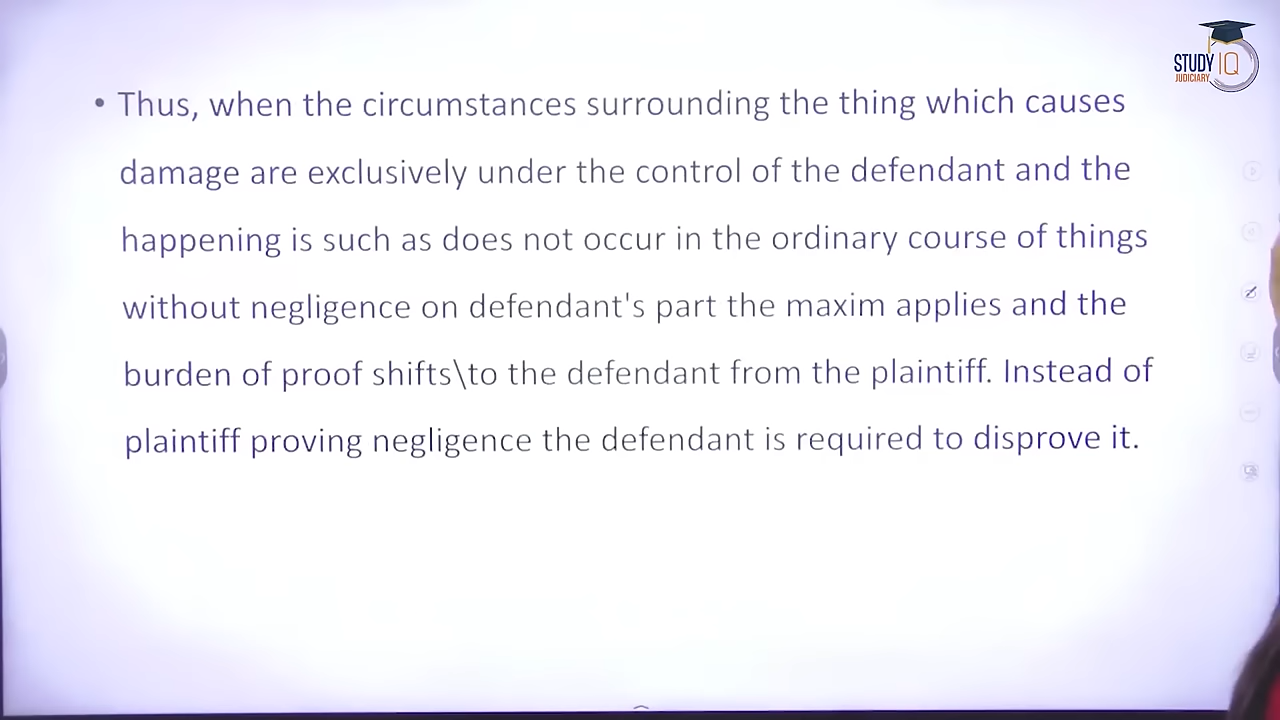 STUDY IQ
JUDICIARY
• Thus, when the circumstances surrounding the thing which causes
damage are exclusively under the control of the defendant and the
happening is such as does not occur in the ordinary course of things
without negligence on defendant's part the maxim applies and the
burden of proof shifts\to the defendant from the plaintiff. Instead of
plaintiff proving negligence the defendant is required to disprove it.